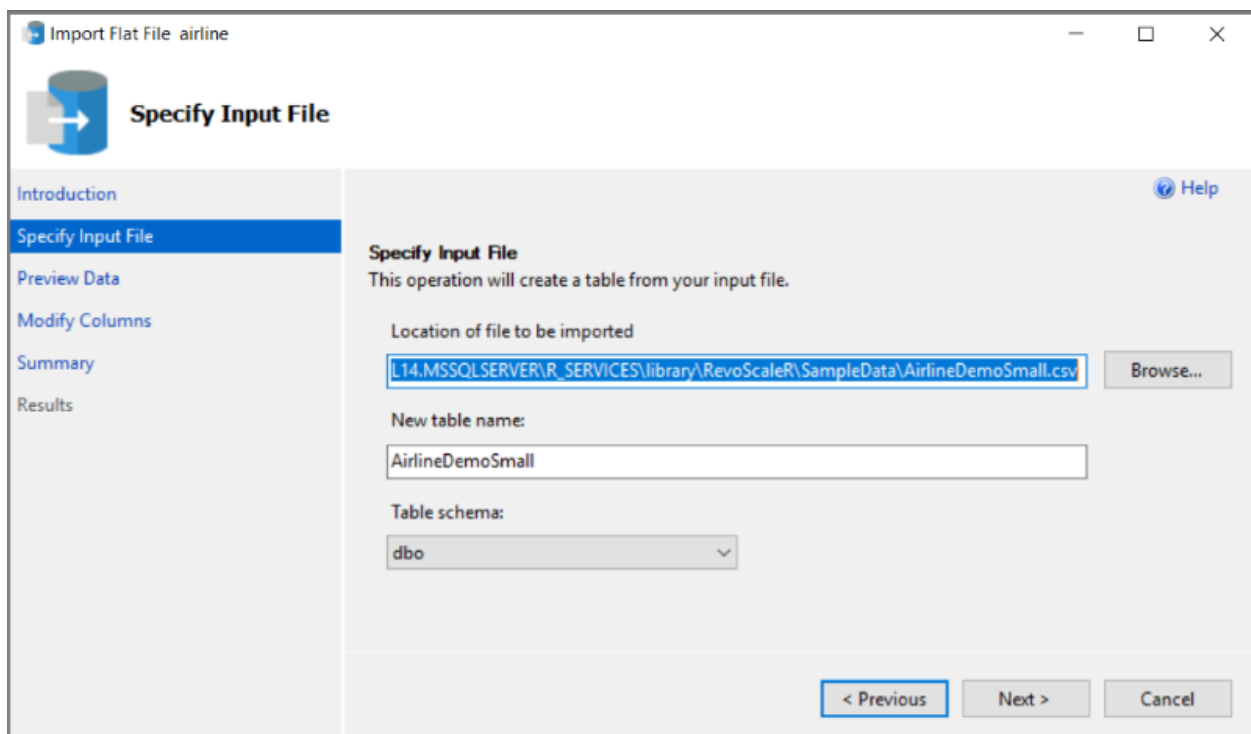 Import Flat File airline
Specify Input File
Introduction
Specify Input File
Preview Data
Modify Columns
Summary
Results
Help
Specify Input File
This operation will create a table from your input file.
Location of file to be imported
L14.MSSQLSERVER\R_SERVICES\library\RevoScaleR\SampleData\AirlineDemoSmall.csv
Browse...
New table name:
AirlineDemoSmall
Table schema:
dbo
< Previous
Next >
Cancel